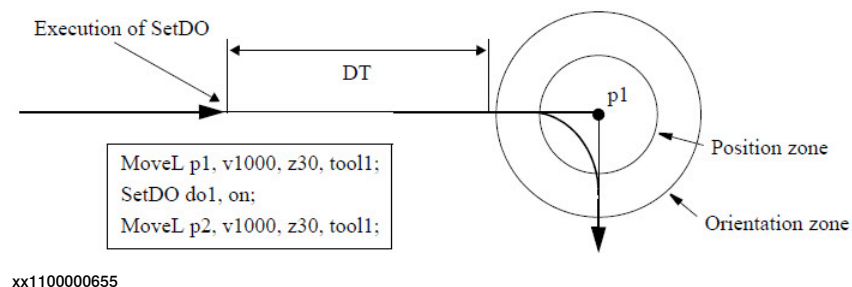 Execution of SetDO
DT
p1
Position zone
MoveL p1, v1000, z30, tool1;
SetDO do1, on;
MoveL p2, v1000, z30, tool1;
Orientation zone
xx1100000655